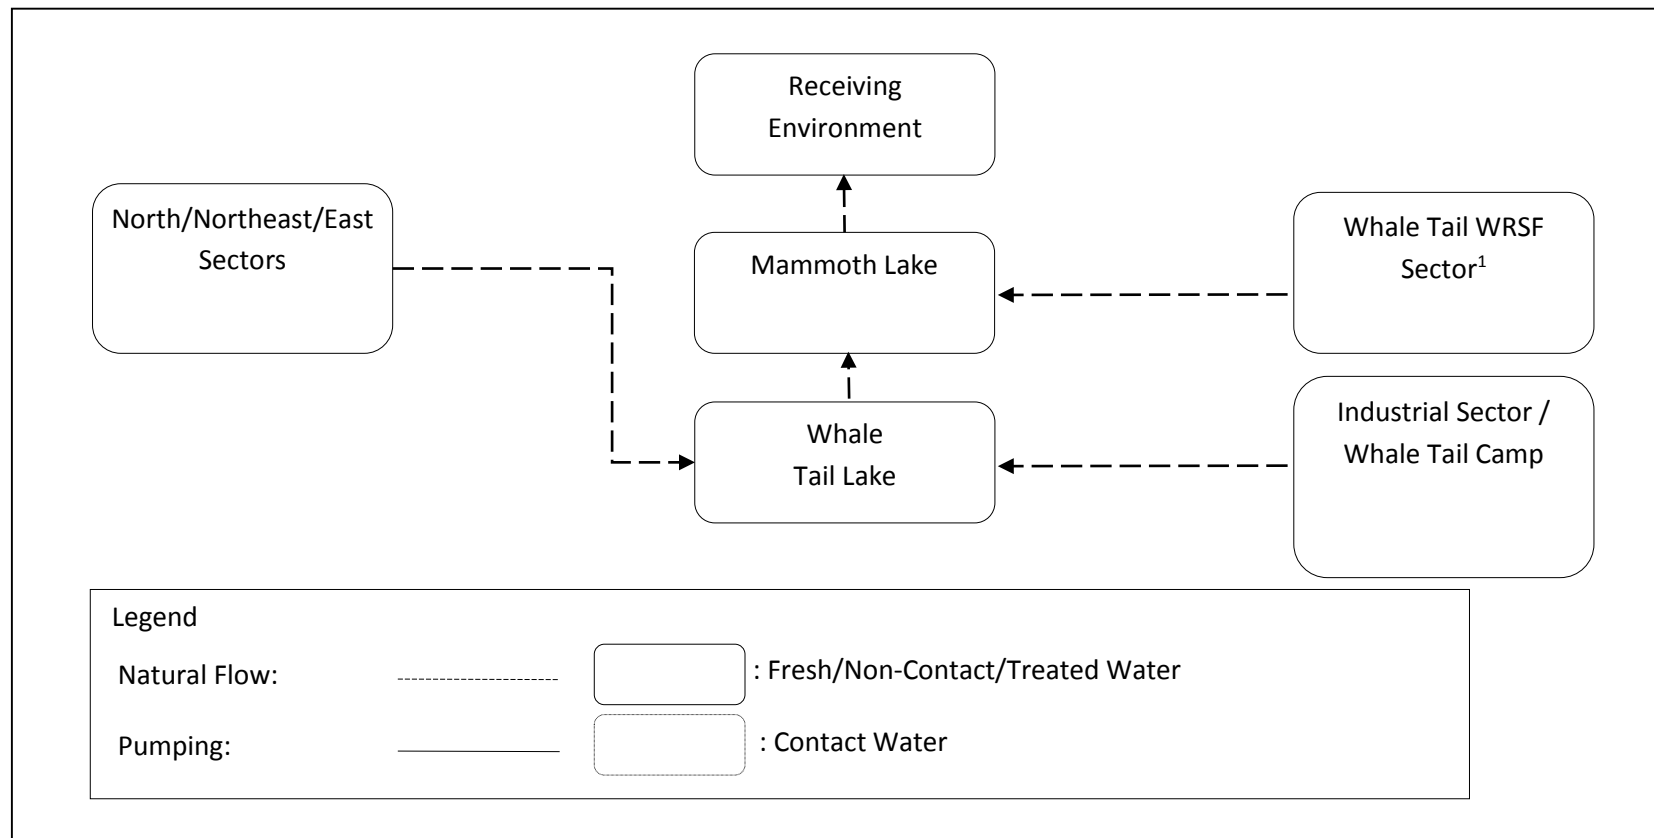 Receiving
Environment
North/Northeast/East
Sectors
Mammoth Lake
Whale Tail WRSF
Sector¹
Whale
Tail Lake
Industrial Sector /
Whale Tail Camp
Legend
Natural Flow:
: Fresh/Non-Contact/Treated Water
Pumping:
: Contact Water